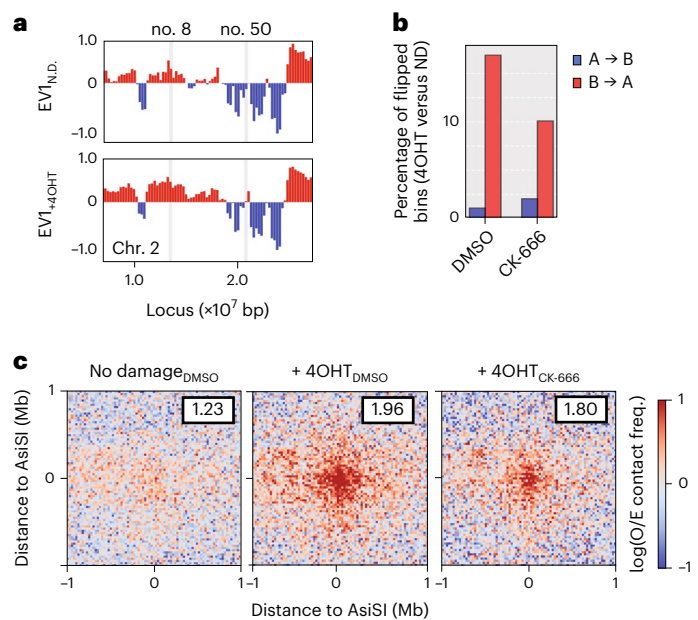 a
no. 8 no. 50
EV1N.D.
1.0
0
–1.0
EV1+4OHT
1.0
0
–1.0
Chr. 2
1.0 2.0
Locus (×10⁷ bp)
b
Percentage of flipped
bins (4OHT versus ND)
10
0
DMSO
CK-666
A → B
B → A
c
No damageDMSO
+ 4OHTDMSO
+ 4OHTCK-666
1.23
1.96
1.80
Distance to AsiSI (Mb)
1
0
–1 0 1
–1 0 1
–1 0 1
Distance to AsiSI (Mb)
log(O/E contact freq.)
1
0
–1